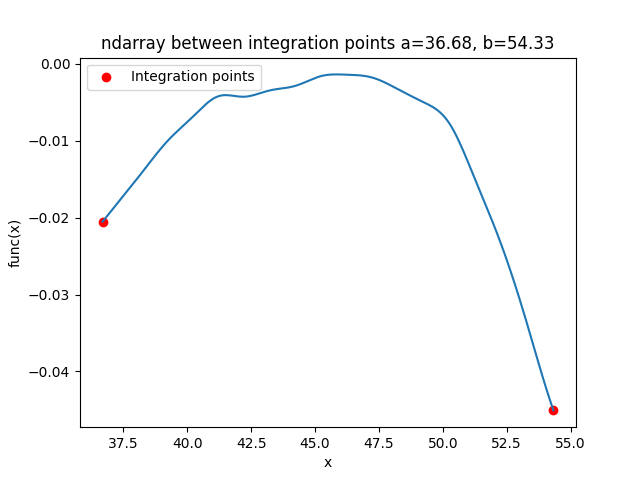 ndarray between integration points a=36.68, b=54.33
Integration points
0.00
−0.01
−0.02
−0.03
−0.04
func(x)
37.5 40.0 42.5 45.0 47.5 50.0 52.5 55.0
x